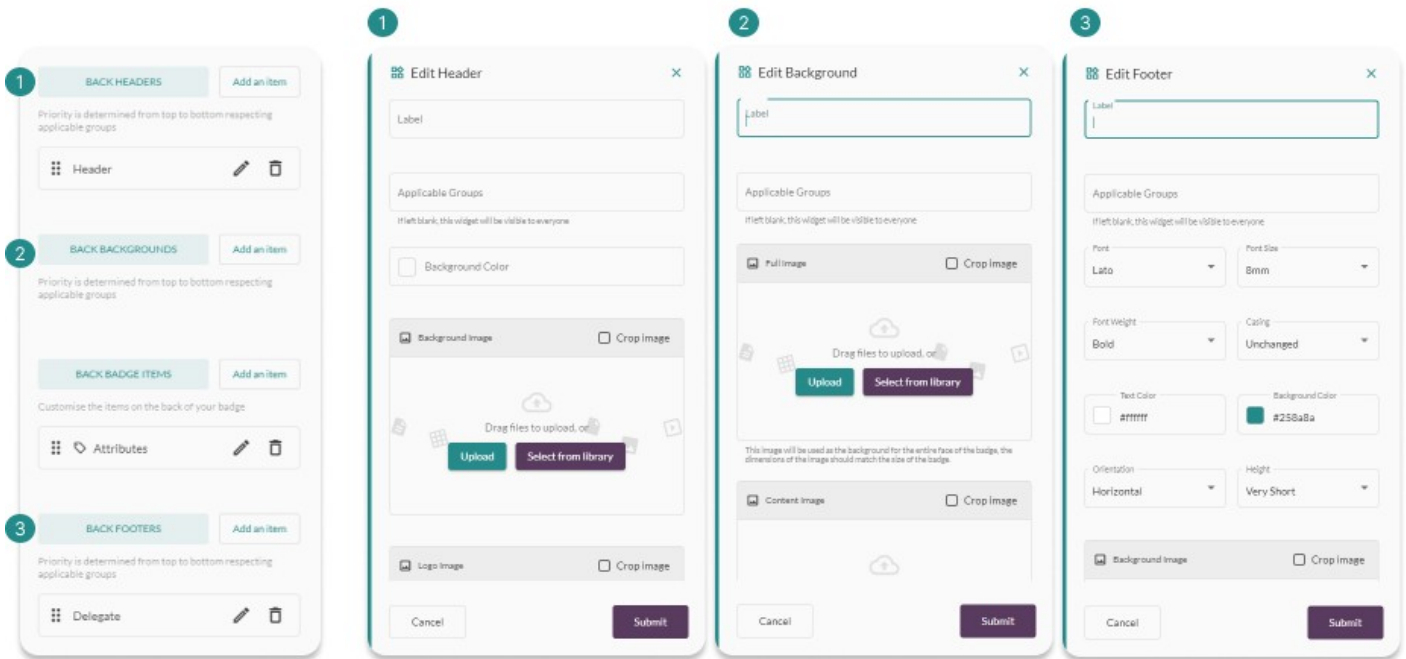 1
2
3
1
BACK HEADERS
Add an item
Priority is determined from top to bottom respecting
applicable groups
Header
2
BACK BACKGROUNDS
Add an item
Priority is determined from top to bottom respecting
applicable groups
BACK BADGE ITEMS
Add an item
Customise the items on the back of your badge
Attributes
3
BACK FOOTERS
Add an item
Priority is determined from top to bottom respecting
applicable groups
Delegate
Edit Header
Label
Applicable Groups
If left blank, this widget will be visible to everyone
Background Color
Background Image
Crop image
Drag files to upload, or
Upload
Select from library
Logo Image
Crop image
Cancel
Submit
Edit Background
Label
Applicable Groups
If left blank, this widget will be visible to everyone
Full Image
Crop image
Drag files to upload, or
Upload
Select from library
This image will be used as the background for the entire face of the badge, the
dimensions of the image should match the size of the badge.
Content Image
Crop image
Cancel
Submit
Edit Footer
Label
Applicable Groups
If left blank, this widget will be visible to everyone
Font
Lato
Font Size
8mm
Font Weight
Bold
Casing
Unchanged
Text Color
#ffffff
Background Color
#258a8a
Orientation
Horizontal
Height
Very Short
Background Image
Crop image
Cancel
Submit